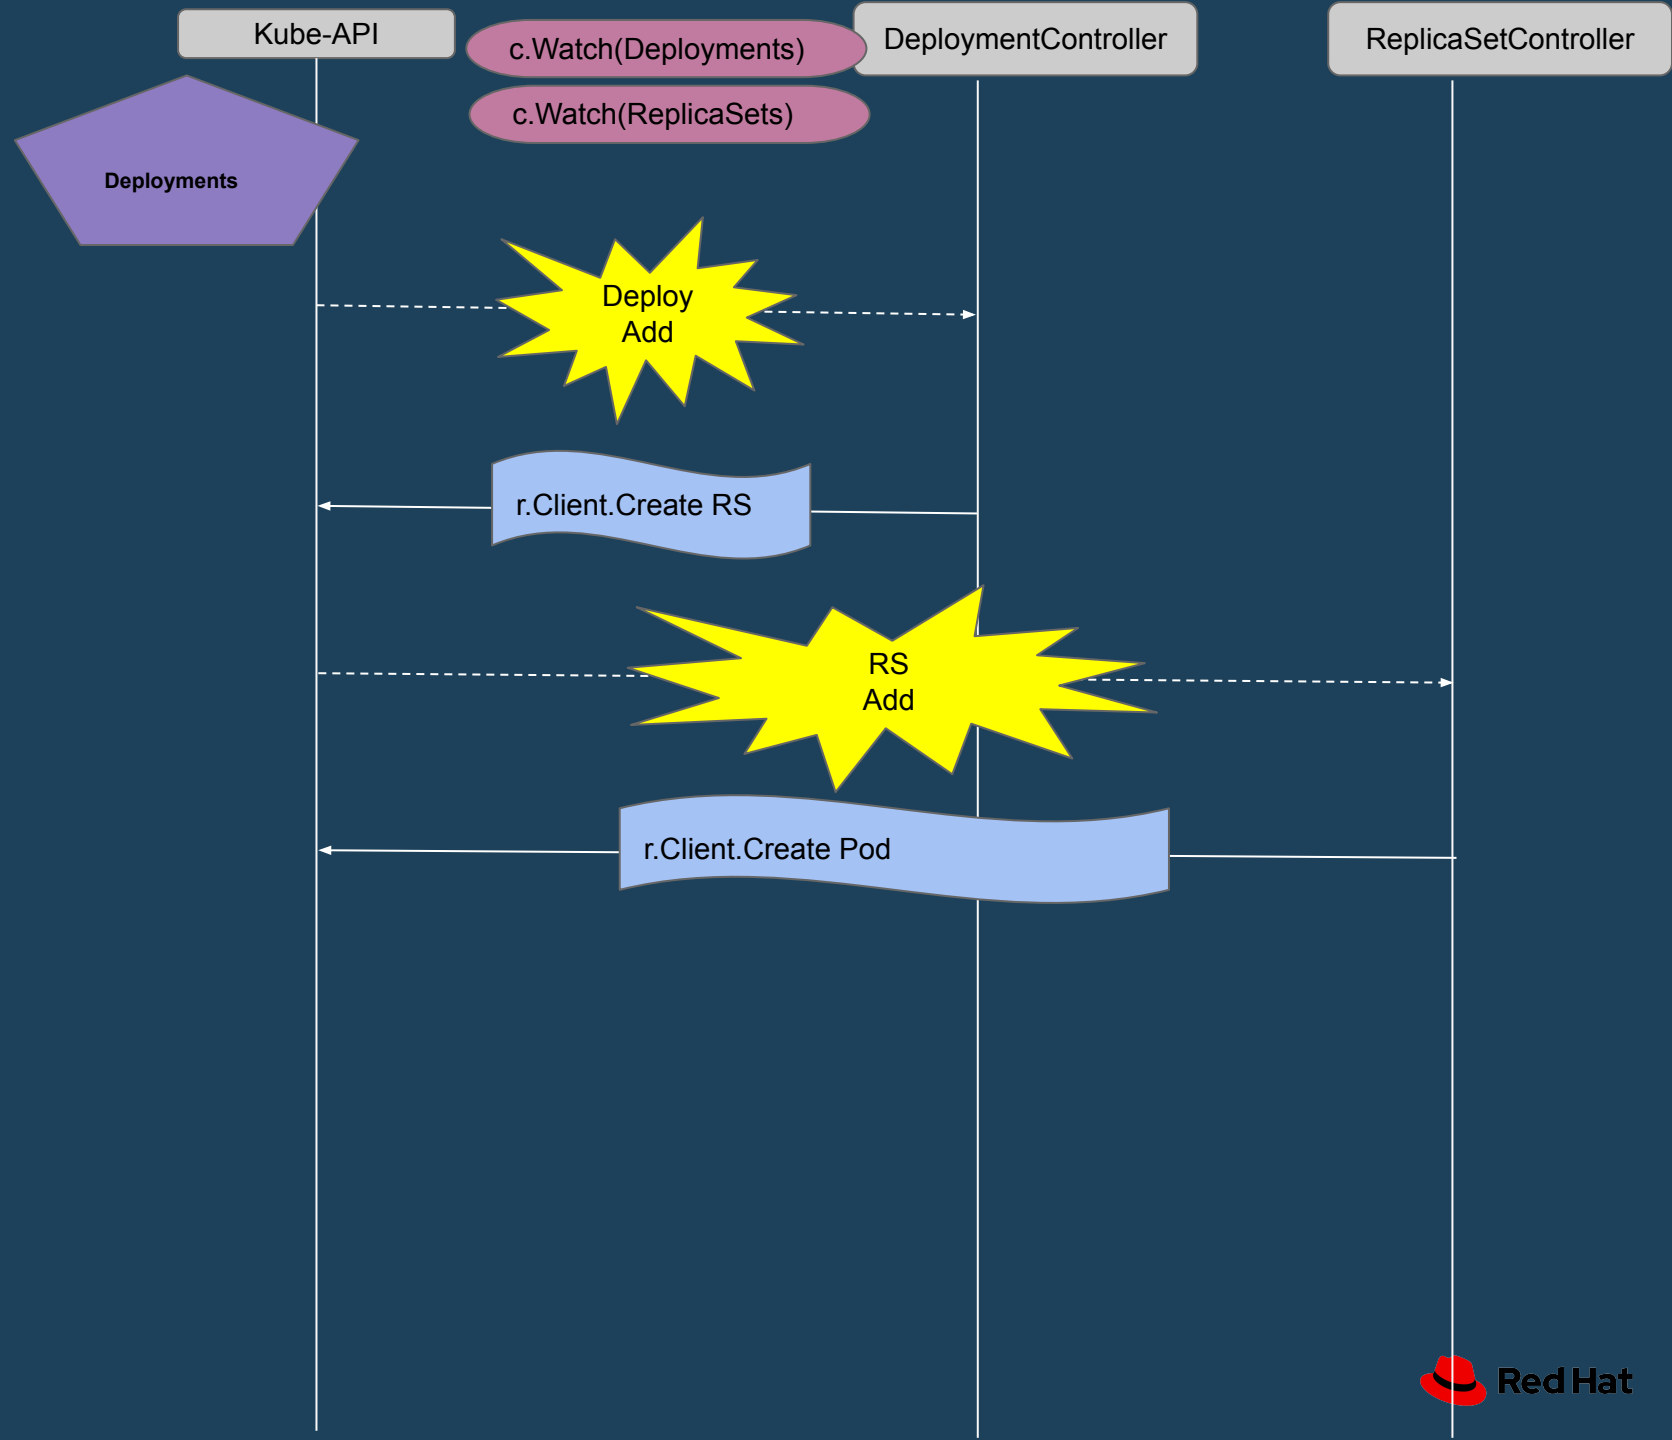 Kube-API
c.Watch(Deployments)
DeploymentController
ReplicaSetController
c.Watch(ReplicaSets)
Deployments
Deploy
Add
r.Client.Create RS
RS
Add
r.Client.Create Pod
Red Hat